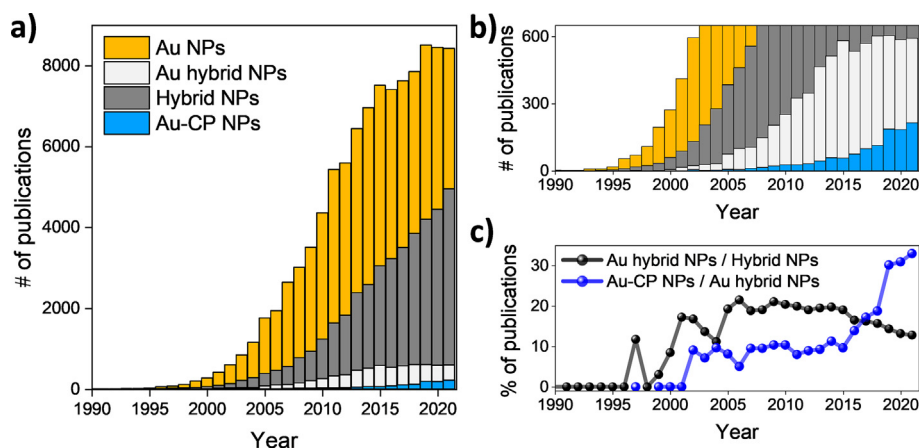 a)
Au NPs
Au hybrid NPs
Hybrid NPs
Au-CP NPs
# of publications
8000
6000
4000
2000
0
1990 1995 2000 2005 2010 2015 2020
Year
b)
# of publications
600
300
0
1990 1995 2000 2005 2010 2015 2020
Year
c)
% of publications
Au hybrid NPs / Hybrid NPs
Au-CP NPs / Au hybrid NPs
30
20
10
0
1990 1995 2000 2005 2010 2015 2020
Year